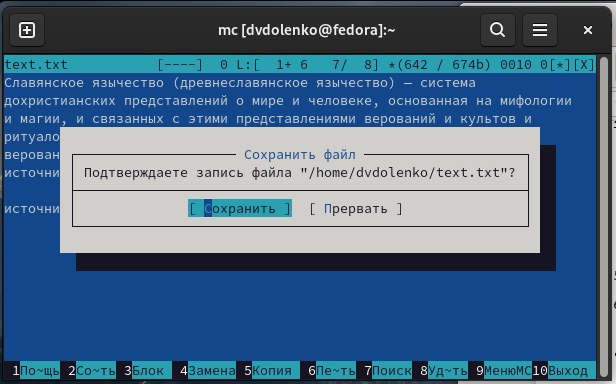 mc [dvdolenko@fedora]:~
text.txt [----] 0 L:[ 1+ 6 7/ 8] *(642 / 674b) 0010 0[*][X]
Славянское язычество (древнеславянское язычество) — система
дохристианских представлений о мире и человеке, основанная на мифологии
и магии, и связанных с этими представлениями верований и культов и
ритуало
верован
источни
источни
Сохранить файл
Подтверждаете запись файла "/home/dvdolenko/text.txt"?
[ Сохранить ] [ Прервать ]
1По~щь 2Со~ть 3Блок 4Замена 5Копия 6Пе~ть 7Поиск 8Уд~ть 9МенюМС10Выход